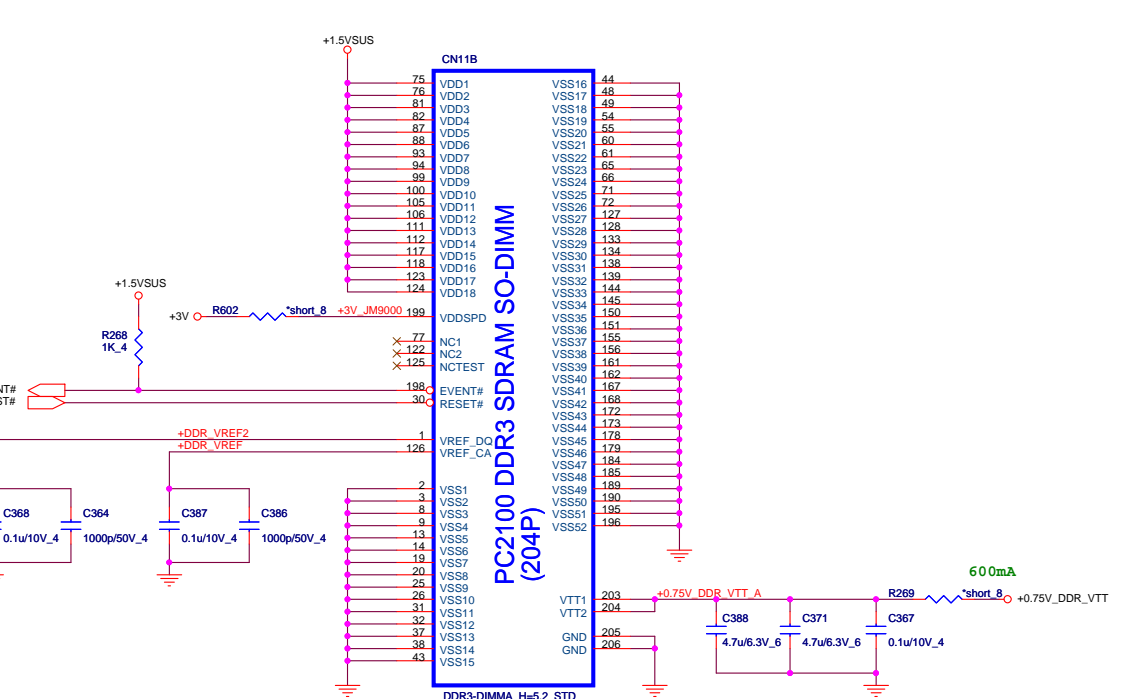 +1.5VSUS
CN11B
75 VDD1
76 VDD2
81 VDD3
82 VDD4
87 VDD5
88 VDD6
93 VDD7
94 VDD8
99 VDD9
100 VDD10
105 VDD11
106 VDD12
111 VDD13
112 VDD14
117 VDD15
118 VDD16
123 VDD17
124 VDD18
+3V
R602
*short_8
+3V_JM9000
199 VDDSPD
+1.5VSUS
R268
1K_4
77 NC1
122 NC2
125 NCTEST
NT#
198 EVENT#
ST#
30 RESET#
+DDR_VREF2
1 VREF_DQ
+DDR_VREF
126 VREF_CA
C368
0.1u/10V_4
C364
1000p/50V_4
C387
0.1u/10V_4
C386
1000p/50V_4
2 VSS1
3 VSS2
8 VSS3
9 VSS4
13 VSS5
14 VSS6
19 VSS7
20 VSS8
25 VSS9
26 VSS10
31 VSS11
32 VSS12
37 VSS13
38 VSS14
43 VSS15
PC2100 DDR3 SDRAM SO-DIMM
(204P)
VSS16 44
VSS17 48
VSS18 49
VSS19 54
VSS20 55
VSS21 60
VSS22 61
VSS23 65
VSS24 66
VSS25 71
VSS26 72
VSS27 127
VSS28 128
VSS29 133
VSS30 134
VSS31 138
VSS32 139
VSS33 144
VSS34 145
VSS35 150
VSS36 151
VSS37 155
VSS38 156
VSS39 161
VSS40 162
VSS41 167
VSS42 168
VSS43 172
VSS44 173
VSS45 178
VSS46 179
VSS47 184
VSS48 185
VSS49 189
VSS50 190
VSS51 195
VSS52 196
VTT1 203
VTT2 204
GND 205
GND 206
+0.75V_DDR_VTT_A
C388
4.7u/6.3V_6
C371
4.7u/6.3V_6
C367
0.1u/10V_4
R269
*short_8
600mA
+0.75V_DDR_VTT
DDR3-DIMMA_H=5.2_STD